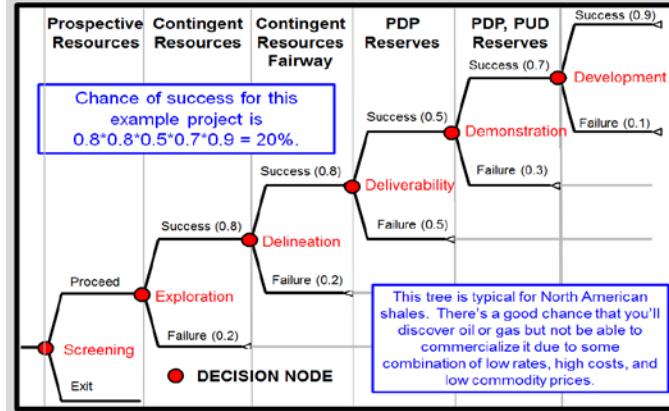 Prospective Resources
Contingent Resources
Contingent Resources Fairway
PDP Reserves
PDP, PUD Reserves
Success (0.9)
Success (0.7)
Development
Chance of success for this
example project is
0.8*0.8*0.5*0.7*0.9 = 20%.
Success (0.5)
Failure (0.1)
Demonstration
Success (0.8)
Failure (0.3)
Deliverability
Success (0.8)
Failure (0.5)
Delineation
Proceed
Failure (0.2)
Exploration
This tree is typical for North American
shales. There's a good chance that you'll
discover oil or gas but not be able to
commercialize it due to some
combination of low rates, high costs, and
low commodity prices.
Failure (0.2)
Screening
DECISION NODE
Exit